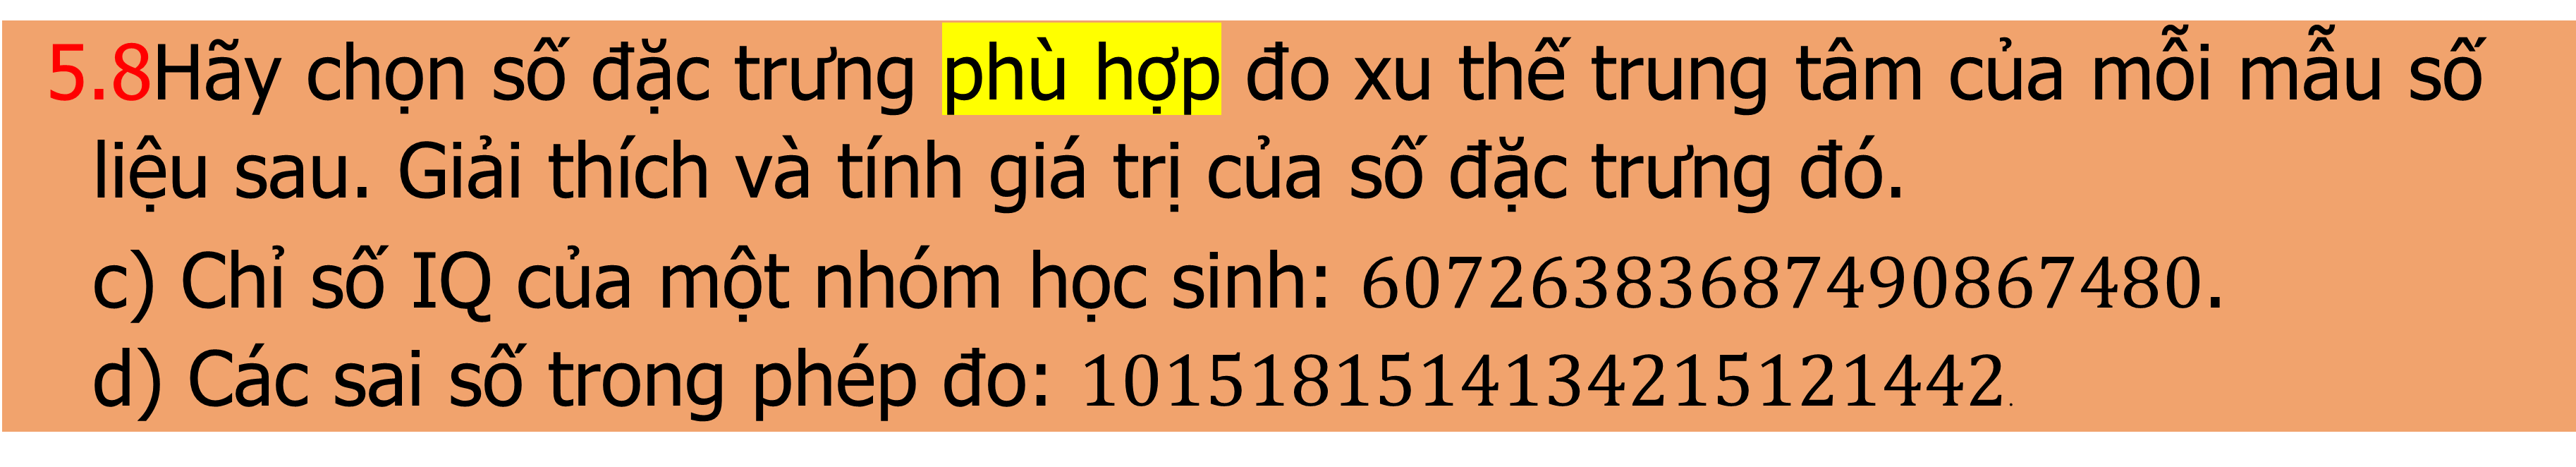 5.8Hãy chọn số đặc trưng phù hợp đo xu thế trung tâm của mỗi mẫu số
liệu sau. Giải thích và tính giá trị của số đặc trưng đó.
c) Chỉ số IQ của một nhóm học sinh: 60726383687490867480.
d) Các sai số trong phép đo: 1015181514134215121442.